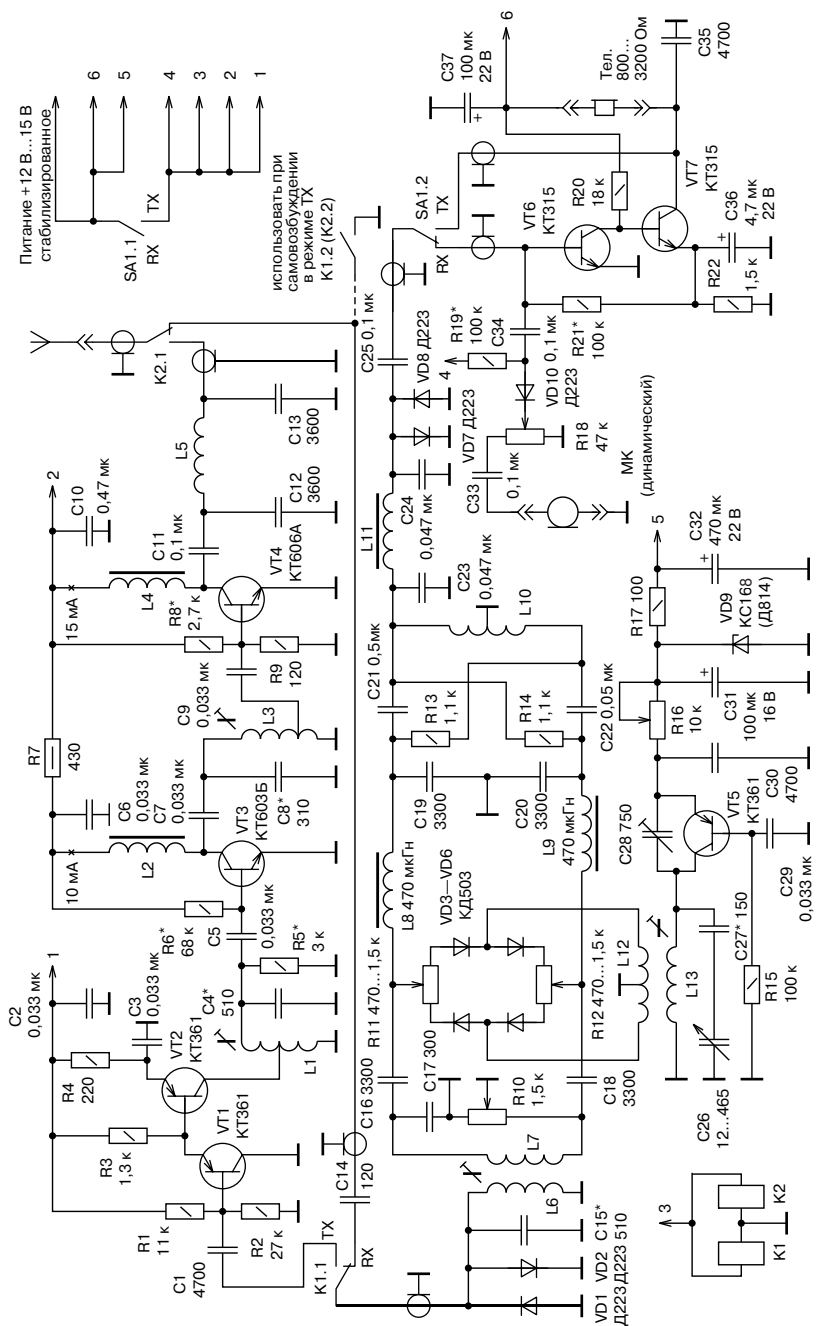 C2
0,033 мк
1
R4
220
C3
0,033 мк
R3
1,3 к
VT2
КТ361
R1
11 к
VT1
КТ361
C1
4700
R2
27 к
L1
C4*
510
R6*
68 к
C5
0,033 мк
R5*
3 к
10 мА
L2
VT3
КТ603Б
C6
0,033 мк
C7
0,033 мк
C8*
310
R7
430
C9
0,033 мк
L3
15 мА
L4
R8*
2,7 к
R9
120
VT4
КТ606А
C10
0,47 мк
2
C11
0,1 мк
C12
3600
L5
C13
3600
K2.1
Питание +12 В...15 В
стабилизированное
SA1.1
RX
TX
6
5
4
3
2
1
использовать при
самовозбуждении
в режиме TX
K1.2 (K2.2)
K1.1
TX
RX
C14
120
VD1
Д223
VD2
Д223
C15*
510
L6
L7
C16 3300
C17 300
R10
1,5 к
C18
3300
R11 470...1,5 к
VD3—VD6
КД503
R12 470...1,5 к
L8 470 мкГн
L9
470 мкГн
C19
3300
C20
3300
C21 0,5мк
R13
1,1 к
R14
1,1 к
C22 0,05 мк
L10
C23
0,047 мк
L11
C24
0,047 мк
VD7 Д223
VD8 Д223
C25 0,1 мк
SA1.2
RX
TX
4
R19*
100 к
C34
0,1 мк
VD10
Д223
R18
47 к
C33
0,1 мк
МК
(динамический)
R21*
100 к
VT6
КТ315
R20
18 к
VT7
КТ315
C36
4,7 мк
22 В
R22
1,5 к
C37
100 мк
22 В
6
Тел.
800...
3200 Ом
C35
4700
3
K1
K2
C26
12...465
L12
L13
C27* 150
R15
100 к
C28 750
VT5
КТ361
C29
0,033 мк
C30
4700
R16
10 к
C31
100 мк
16 В
R17 100
VD9
КС168
(Д814)
C32
470 мк
22 В
5